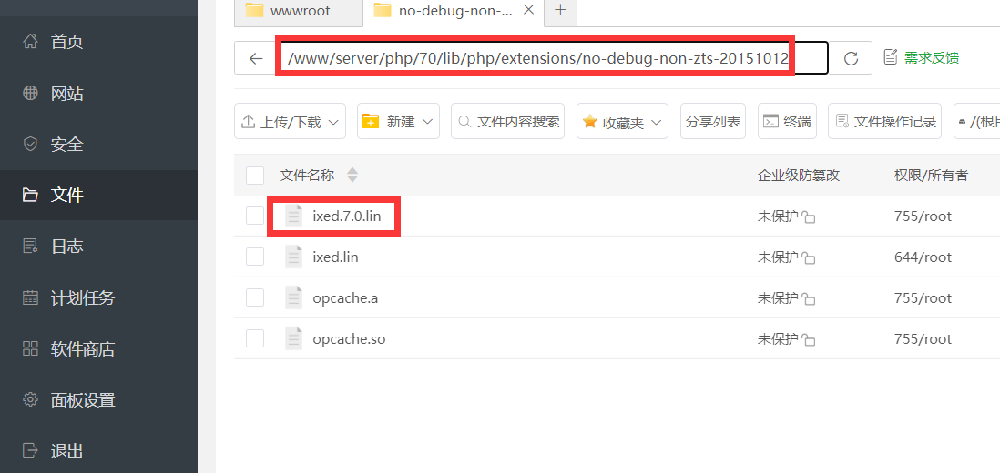 wwwroot
no-debug-non-...
首页
/www/server/php/70/lib/php/extensions/no-debug-non-zts-20151012
需求反馈
网站
上传/下载
新建
文件内容搜索
收藏夹
分享列表
终端
文件操作记录
/(根目
安全
文件名称
企业级防篡改
权限/所有者
文件
ixed.7.0.lin
未保护
755/root
日志
ixed.lin
未保护
644/root
计划任务
opcache.a
未保护
755/root
软件商店
opcache.so
未保护
755/root
面板设置
退出